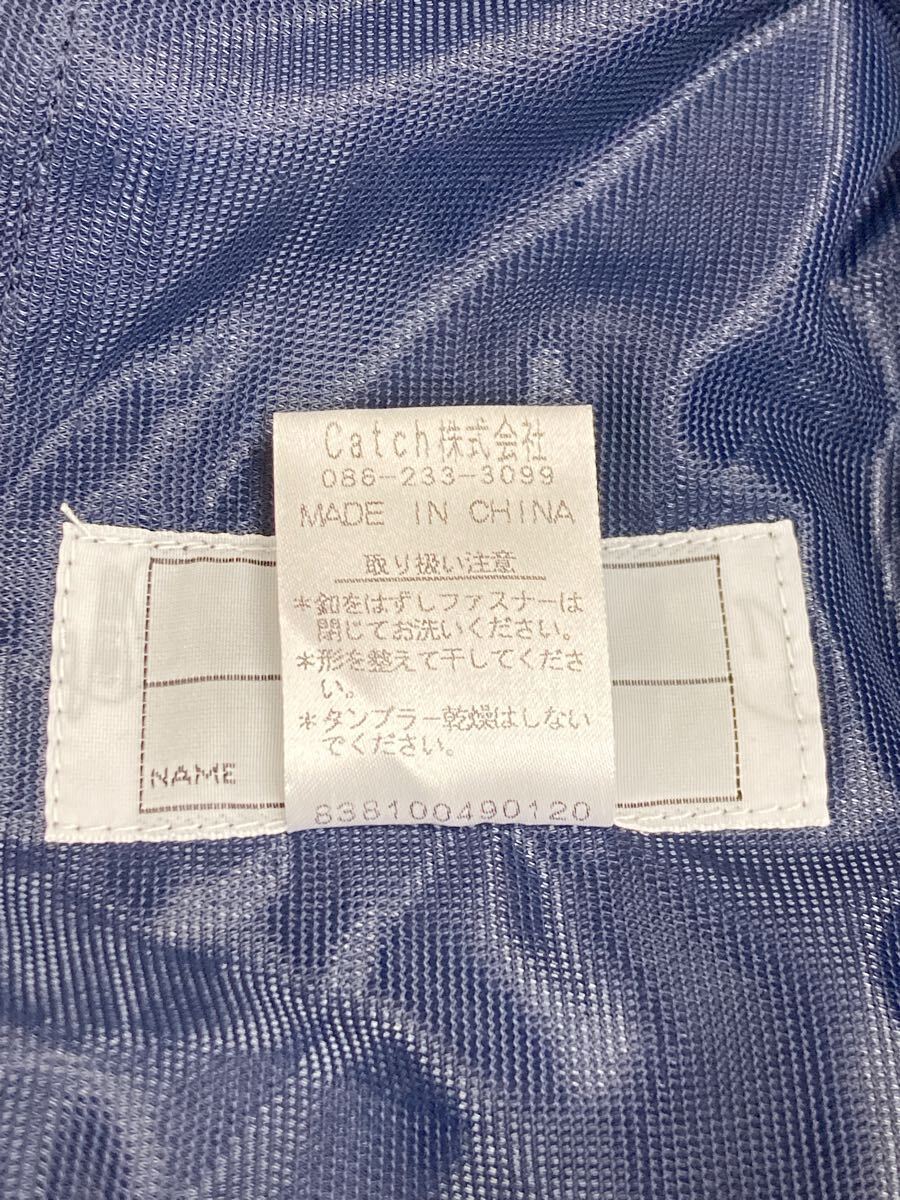 Catch株式会社
086-233-3099
MADE IN CHINA
取り扱い注意
*釦をはずしファスナーは
閉じてお洗いください。
*形を整えて干してくださ
い。
*タンブラー乾燥はしない
でください。
838100490120
NAME